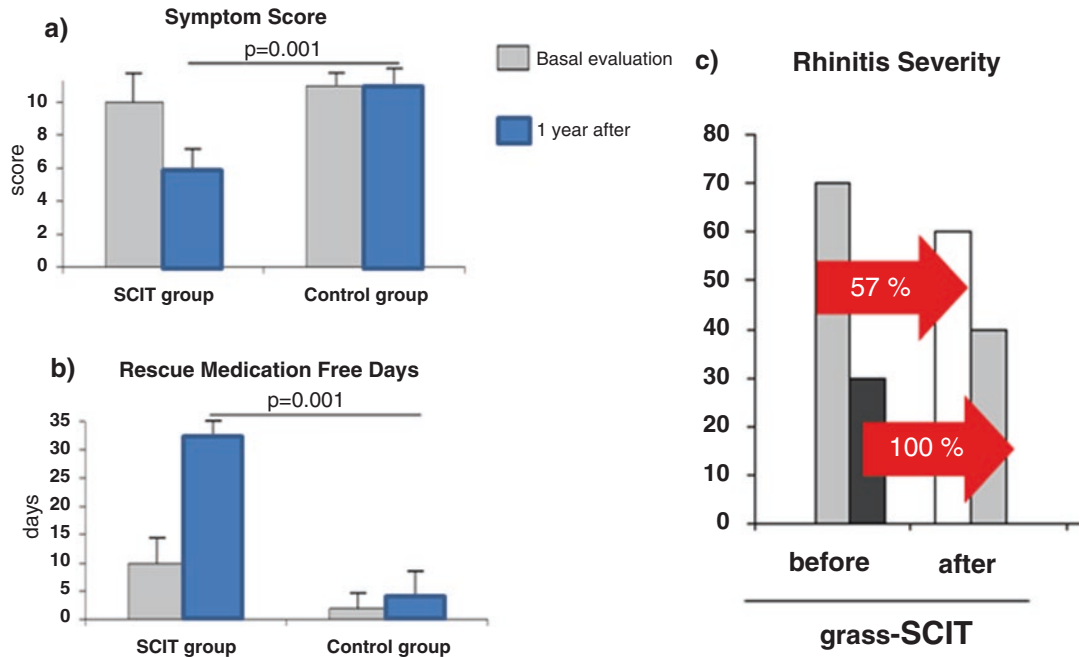 a)
Symptom Score
p=0.001
10
8
6
4
2
0
score
SCIT group
Control group
Basal evaluation
1 year after
b)
Rescue Medication Free Days
p=0.001
35
30
25
20
15
10
5
0
days
SCIT group
Control group
c)
Rhinitis Severity
80
70
60
50
40
30
20
10
0
57 %
100 %
before
after
grass-SCIT